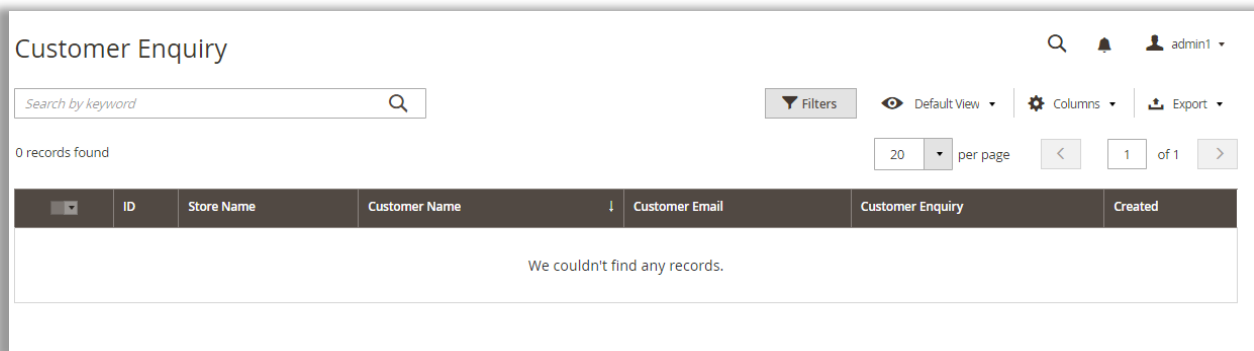 Customer Enquiry
admin1
Search by keyword
Filters
Default View
Columns
Export
0 records found
20
per page
1
of 1
ID
Store Name
Customer Name
Customer Email
Customer Enquiry
Created
We couldn't find any records.